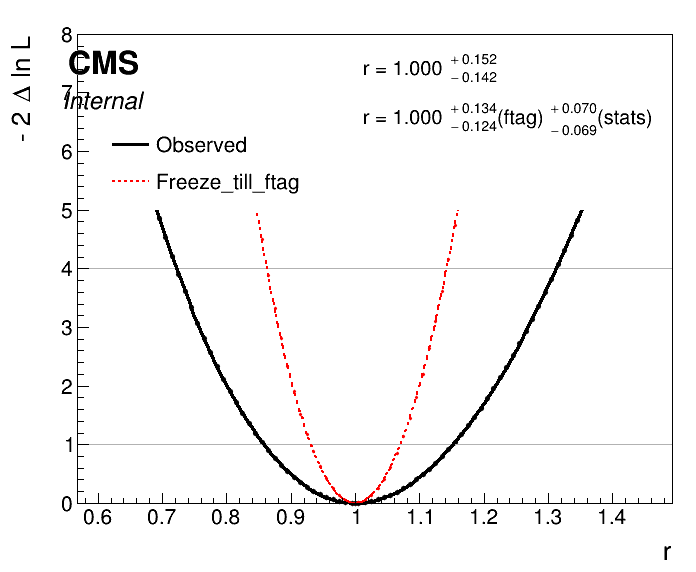 - 2 Δ ln L
8
CMS
7
Internal
r = 1.000 +0.152 -0.142
r = 1.000 +0.134 -0.124(ftag) +0.070 -0.069(stats)
Observed
Freeze_till_ftag
6
5
4
3
2
1
0
0.6 0.7 0.8 0.9 1 1.1 1.2 1.3 1.4
r